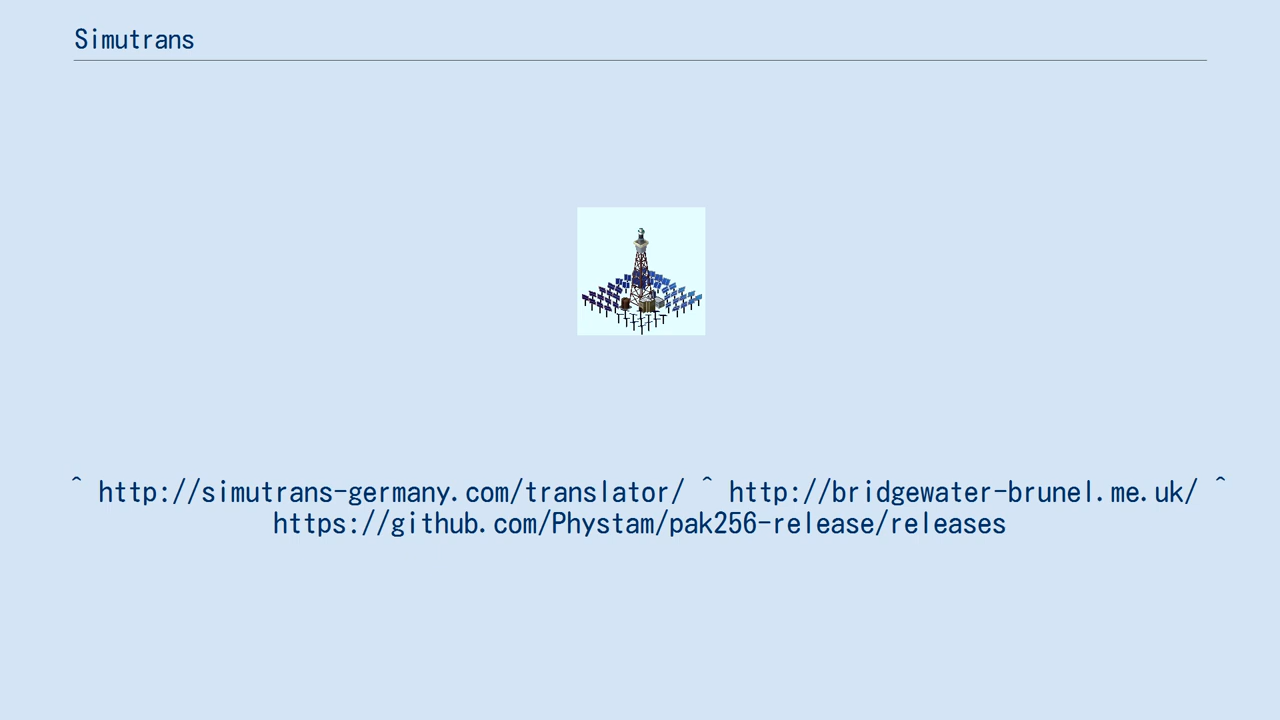 Simutrans
^ http://simutrans-germany.com/translator/ ^ http://bridgewater-brunel.me.uk/ ^
https://github.com/Phystam/pak256-release/releases